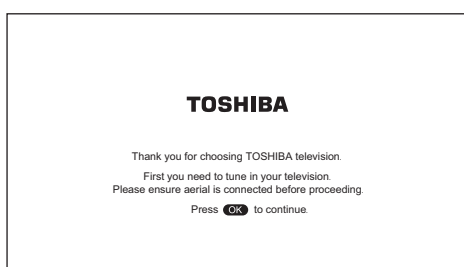 TOSHIBA
Thank you for choosing TOSHIBA television.
First you need to tune in your television.
Please ensure aerial is connected before proceeding.
Press OK to continue.